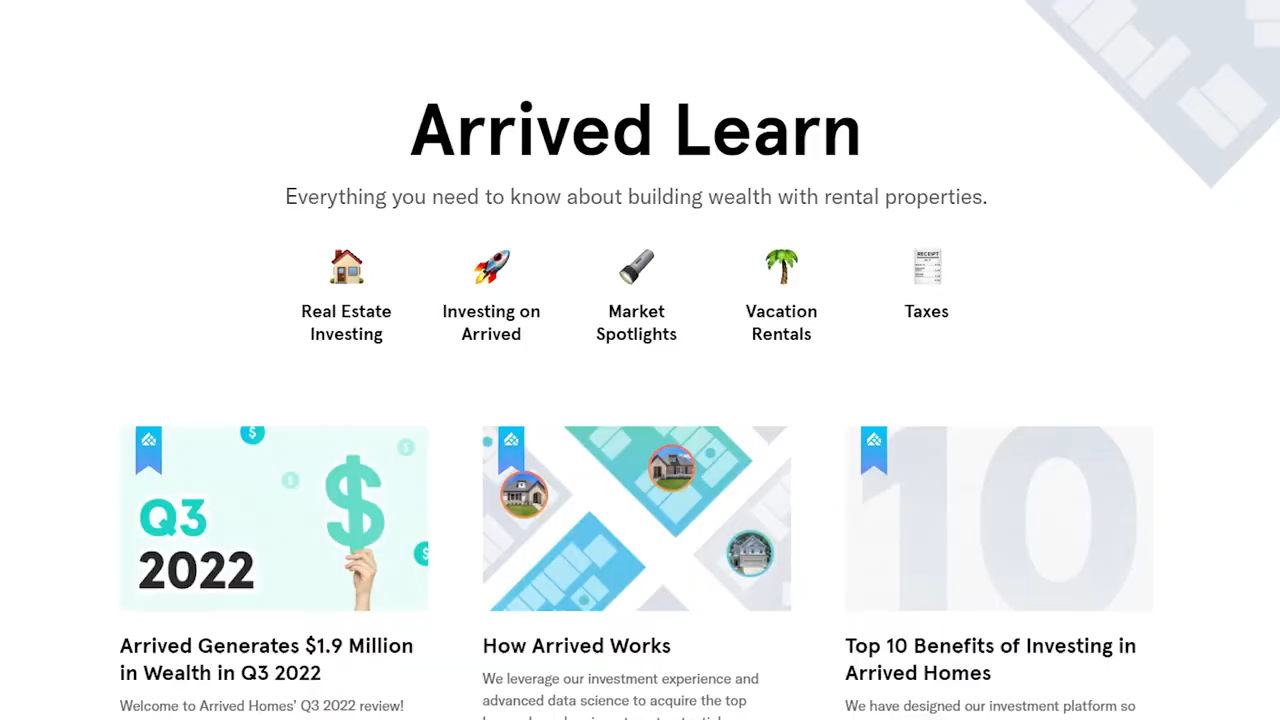 Arrived Learn
Everything you need to know about building wealth with rental properties.
RECEIPT
Real Estate
Investing
Investing on
Arrived
Market
Spotlights
Vacation
Rentals
Taxes
$
$
$
$
$
Q3
2022
10
Arrived Generates $1.9 Million
in Wealth in Q3 2022
Welcome to Arrived Homes' Q3 2022 review!
How Arrived Works
We leverage our investment experience and
advanced data science to acquire the top
Top 10 Benefits of Investing in
Arrived Homes
We have designed our investment platform so